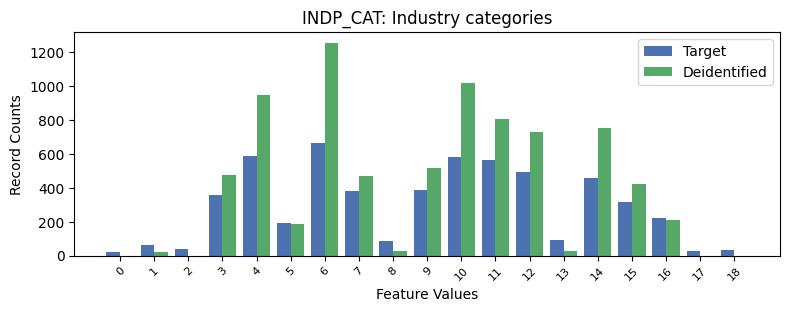 INDP_CAT: Industry categories
Target
Deidentified
Record Counts
1200
1000
800
600
400
200
0
0 1 2 3 4 5 6 7 8 9 10 11 12 13 14 15 16 17 18
Feature Values